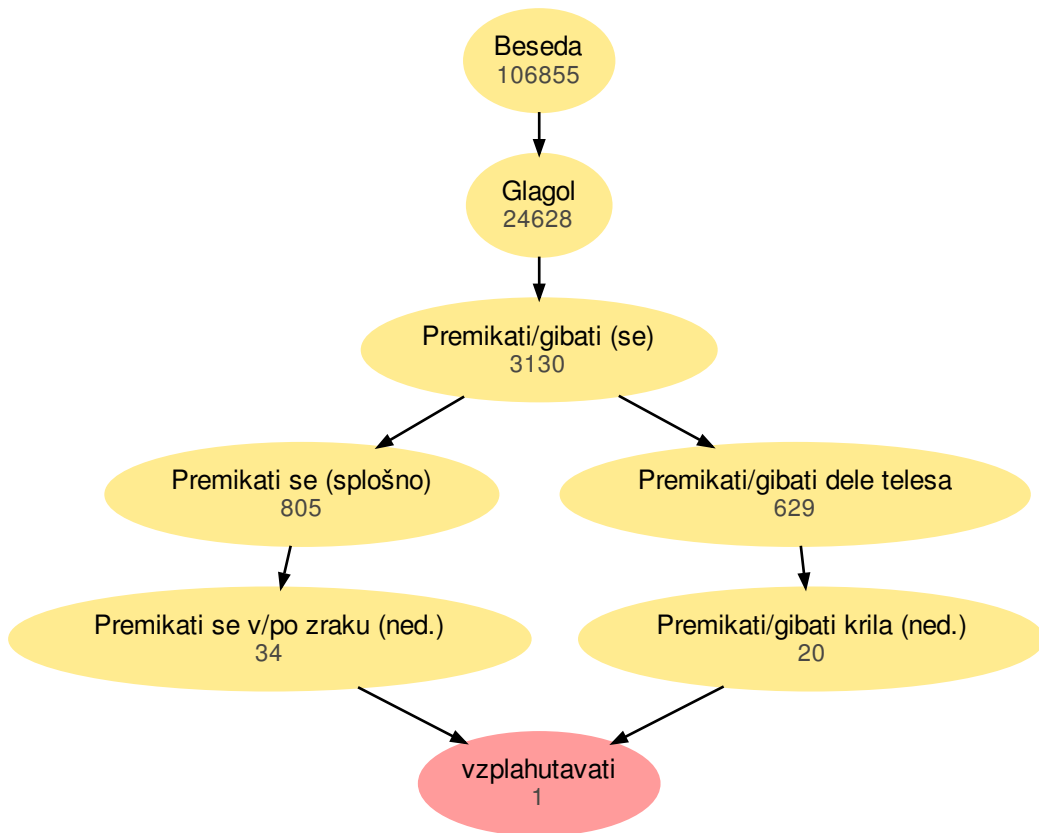 Beseda
106855
Glagol
24628
Premikati/gibati (se)
3130
Premikati se (splošno)
805
Premikati/gibati dele telesa
629
Premikati se v/po zraku (ned.)
34
Premikati/gibati krila (ned.)
20
vzplahutavati
1